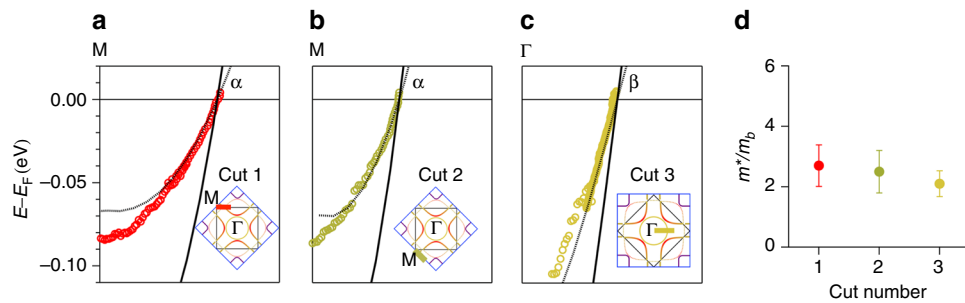 a
b
c
d
M
M
Γ
α
α
β
0.00
−0.05
−0.10
E–E_F (eV)
Cut 1
M
Γ
Cut 2
Γ
M
Cut 3
Γ
6
4
2
0
m*/m_b
1
2
3
Cut number